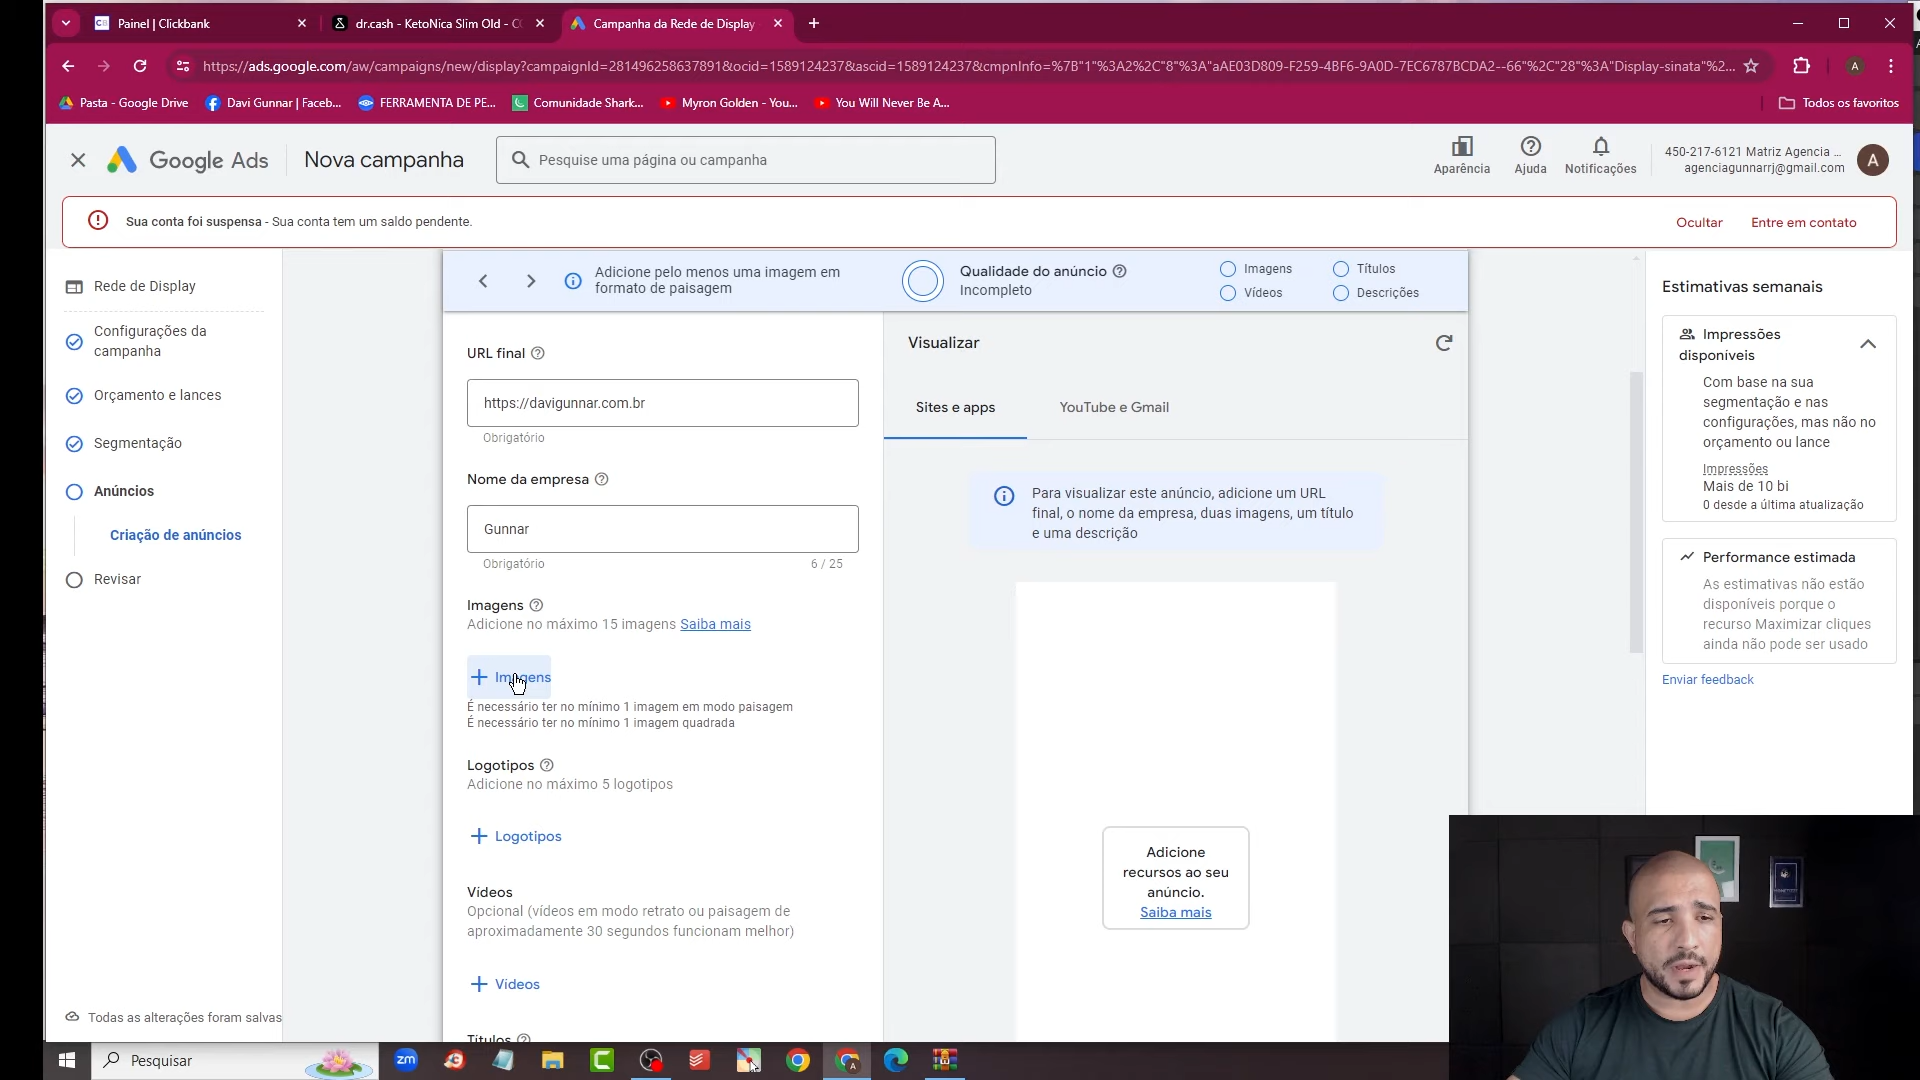 Painel | Clickbank
dr.cash - KetoNica Slim Old - C
Campanha da Rede de Display
https://ads.google.com/aw/campaigns/new/display?campaignId=281496258637891&ocid=1589124237&ascid=1589124237&cmpnInfo=%7B"1"%3A2%2C"8"%3A"aAE03D809-F259-4BF6-9A0D-7EC6787BCDA2--66"%2C"28"%3A"Display-sinata"%2...
A
Pasta - Google Drive
Davi Gunnar | Faceb...
FERRAMENTA DE PE...
Comunidade Shark...
Myron Golden - You...
You Will Never Be A...
Todos os favoritos
Google Ads
Nova campanha
Pesquise uma página ou campanha
Aparência
Ajuda
Notificações
450-217-6121 Matriz Agencia ...
agenciagunnarrj@gmail.com
A
Sua conta foi suspensa - Sua conta tem um saldo pendente.
Ocultar
Entre em contato
Rede de Display
Configurações da
campanha
Orçamento e lances
Segmentação
Anúncios
Criação de anúncios
Revisar
Todas as alterações foram salvas
Adicione pelo menos uma imagem em
formato de paisagem
Qualidade do anúncio
Incompleto
Imagens
Títulos
Vídeos
Descrições
URL final
https://davigunnar.com.br
Obrigatório
Nome da empresa
Gunnar
Obrigatório
6 / 25
Imagens
Adicione no máximo 15 imagens Saiba mais
Imagens
É necessário ter no mínimo 1 imagem em modo paisagem
É necessário ter no mínimo 1 imagem quadrada
Logotipos
Adicione no máximo 5 logotipos
Logotipos
Vídeos
Opcional (vídeos em modo retrato ou paisagem de
aproximadamente 30 segundos funcionam melhor)
Vídeos
Títulos
Visualizar
Sites e apps
YouTube e Gmail
Para visualizar este anúncio, adicione um URL
final, o nome da empresa, duas imagens, um título
e uma descrição
Adicione
recursos ao seu
anúncio.
Saiba mais
Estimativas semanais
Impressões
disponíveis
Com base na sua
segmentação e nas
configurações, mas não no
orçamento ou lance
Impressões
Mais de 10 bi
0 desde a última atualização
Performance estimada
As estimativas não estão
disponíveis porque o
recurso Maximizar cliques
ainda não pode ser usado
Enviar feedback
Pesquisar
zm